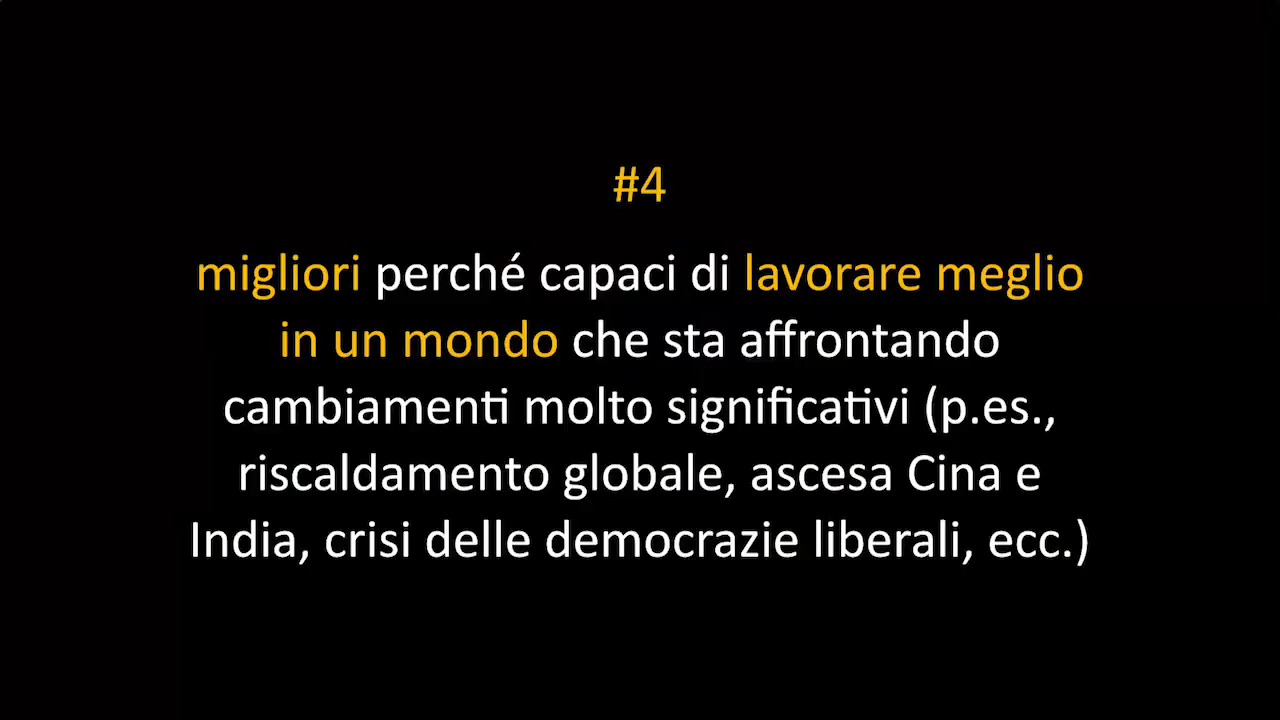 #4
migliori perché capaci di lavorare meglio
in un mondo che sta affrontando
cambiamenti molto significativi (p.es.,
riscaldamento globale, ascesa Cina e
India, crisi delle democrazie liberali, ecc.)